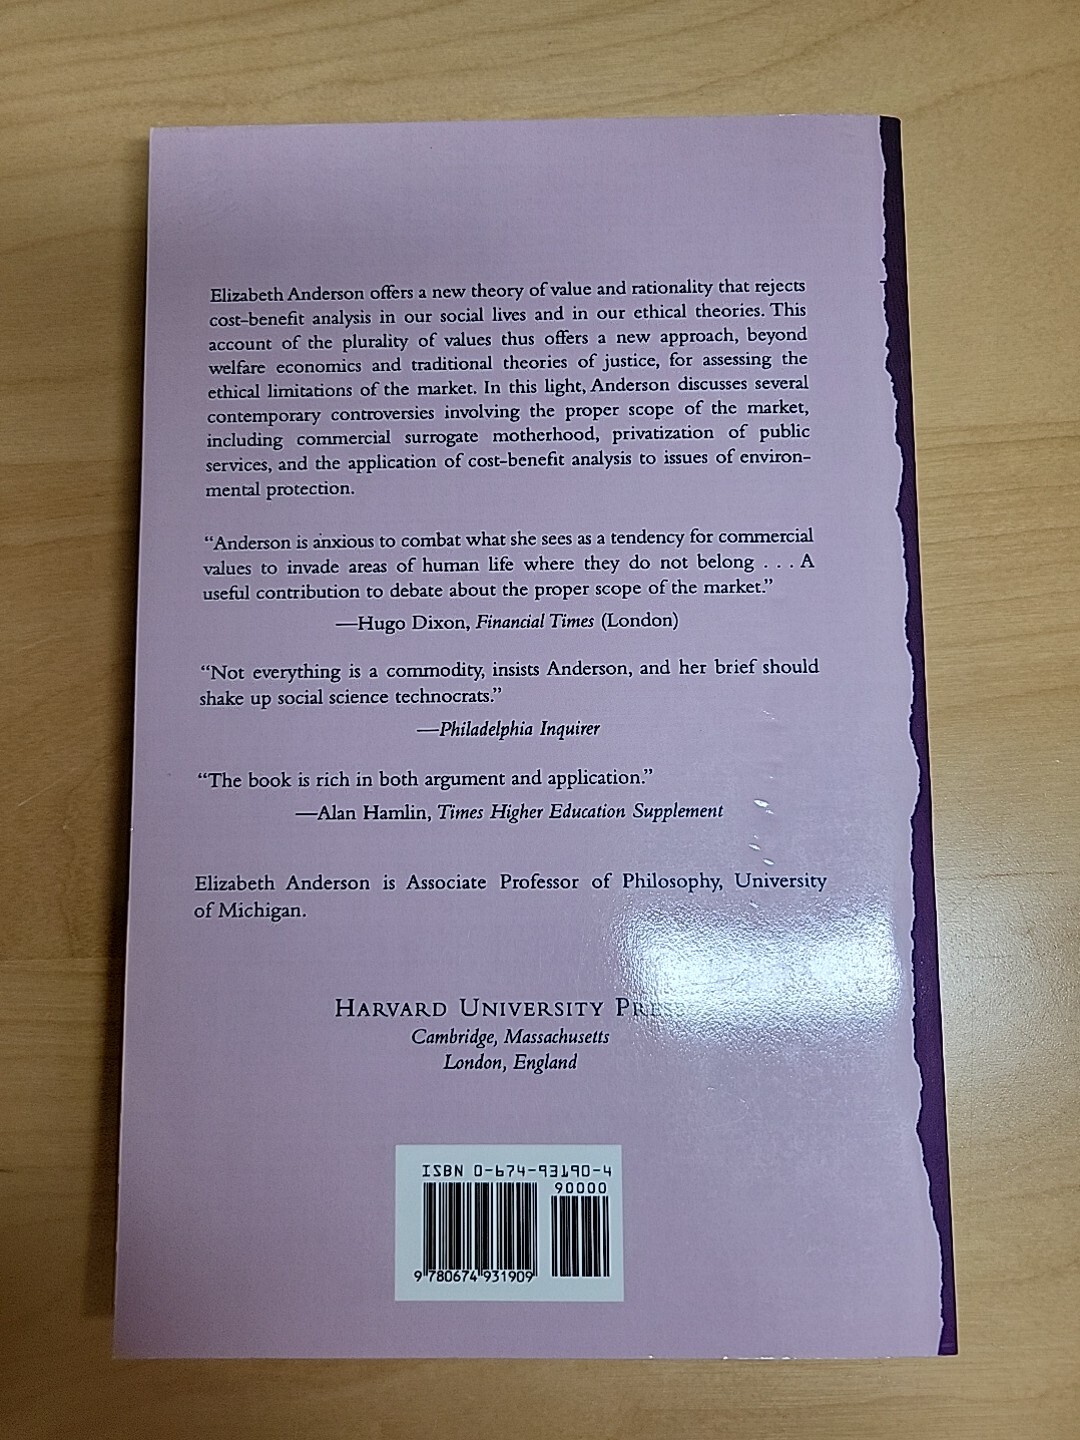 Elizabeth Anderson offers a new theory of value and rationality that rejects
cost-benefit analysis in our social lives and in our ethical theories. This
account of the plurality of values thus offers a new approach, beyond
welfare economics and traditional theories of justice, for assessing the
ethical limitations of the market. In this light, Anderson discusses several
contemporary controversies involving the proper scope of the market,
including commercial surrogate motherhood, privatization of public
services, and the application of cost-benefit analysis to issues of environ-
mental protection.
“Anderson is anxious to combat what she sees as a tendency for commercial
values to invade areas of human life where they do not belong . . . A
useful contribution to debate about the proper scope of the market.”
—Hugo Dixon, Financial Times (London)
“Not everything is a commodity, insists Anderson, and her brief should
shake up social science technocrats.”
—Philadelphia Inquirer
“The book is rich in both argument and application.”
—Alan Hamlin, Times Higher Education Supplement
Elizabeth Anderson is Associate Professor of Philosophy, University
of Michigan.
HARVARD UNIVERSITY PRESS
Cambridge, Massachusetts
London, England
ISBN 0-674-93190-4
90000
9 780674 931909